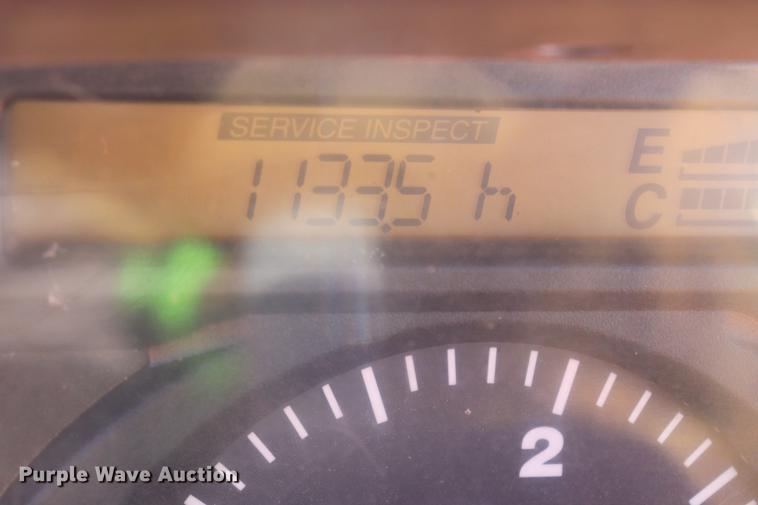 SERVICE INSPECT
1133.5 h
E
C
2
Purple Wave Auction